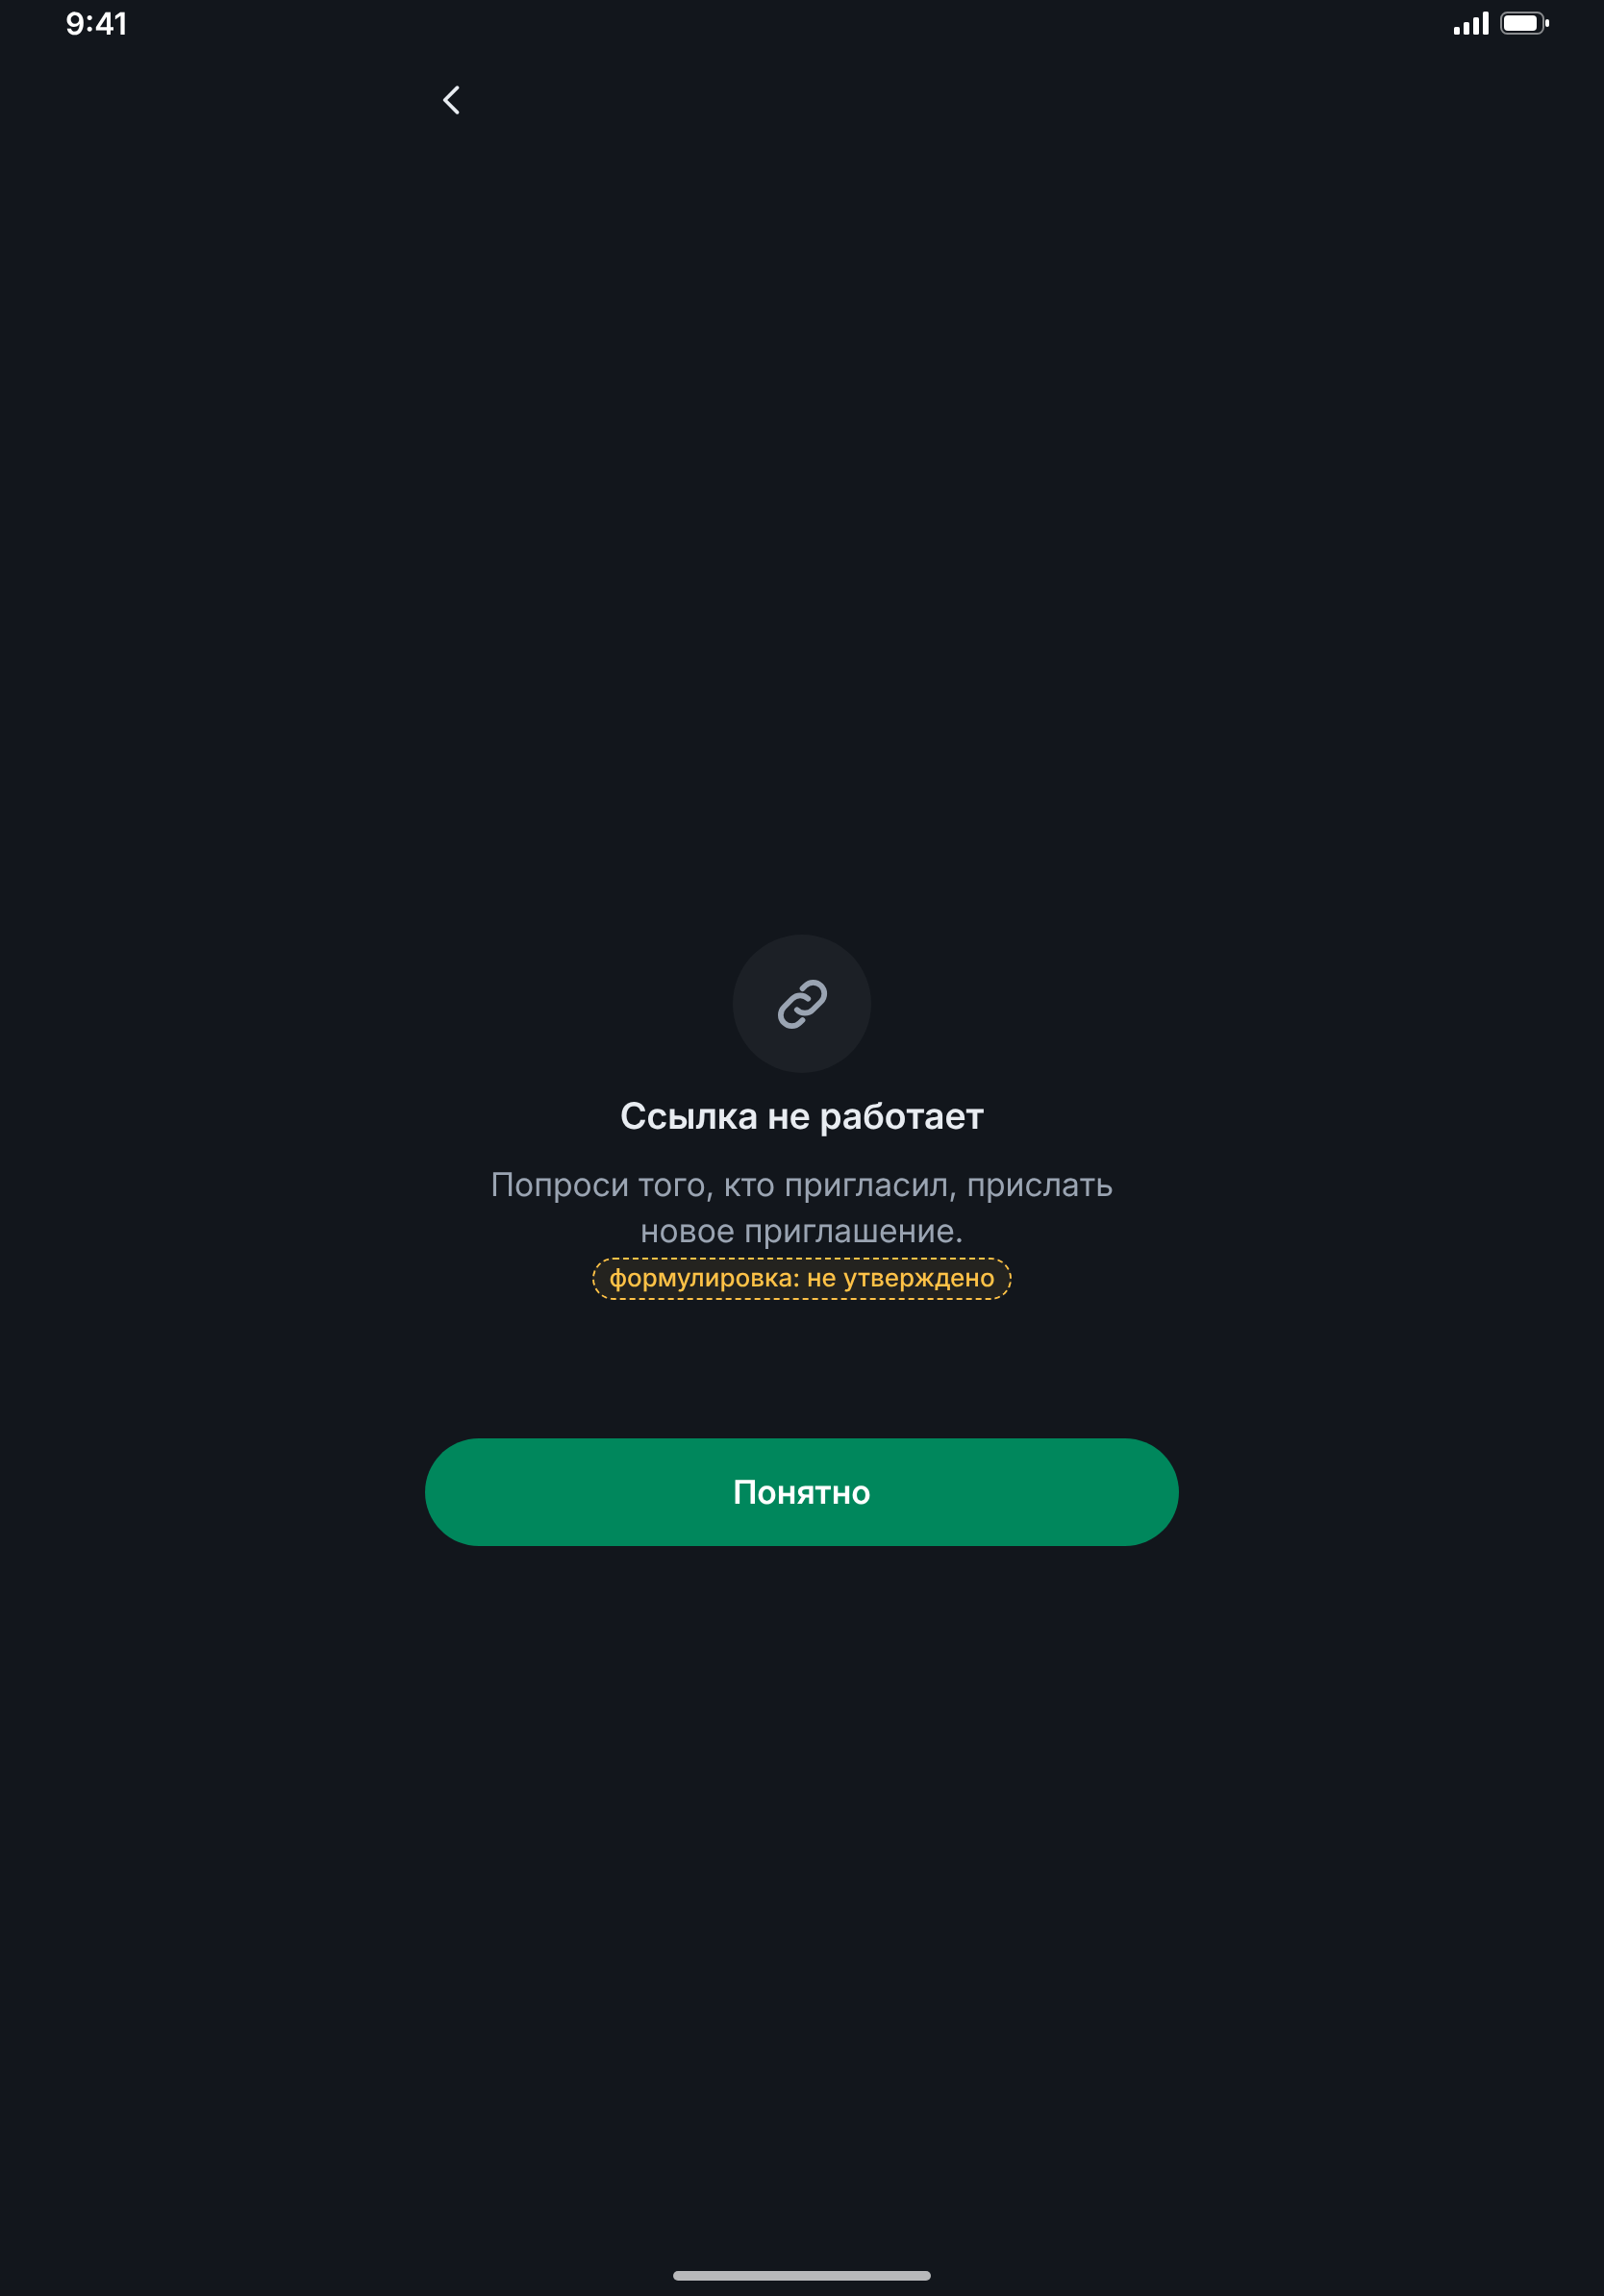 9:41
Ссылка не работает
Попроси того, кто пригласил, прислать
новое приглашение.
формулировка: не утверждено
Понятно